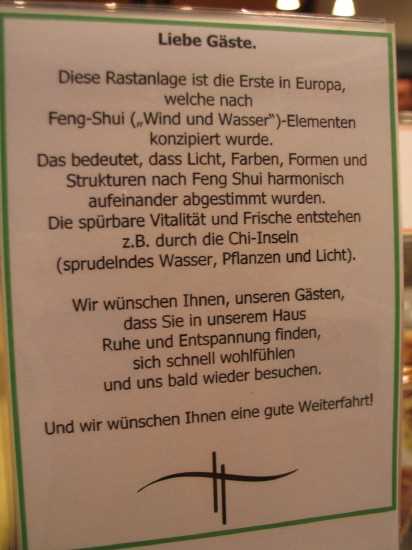 Liebe Gäste.
Diese Rastanlage ist die Erste in Europa,
welche nach
Feng-Shui („Wind und Wasser“)-Elementen
konzipiert wurde.
Das bedeutet, dass Licht, Farben, Formen und
Strukturen nach Feng Shui harmonisch
aufeinander abgestimmt wurden.
Die spürbare Vitalität und Frische entstehen
z.B. durch die Chi-Inseln
(sprudelndes Wasser, Pflanzen und Licht).
Wir wünschen Ihnen, unseren Gästen,
dass Sie in unserem Haus
Ruhe und Entspannung finden,
sich schnell wohlfühlen
und uns bald wieder besuchen.
Und wir wünschen Ihnen eine gute Weiterfahrt!